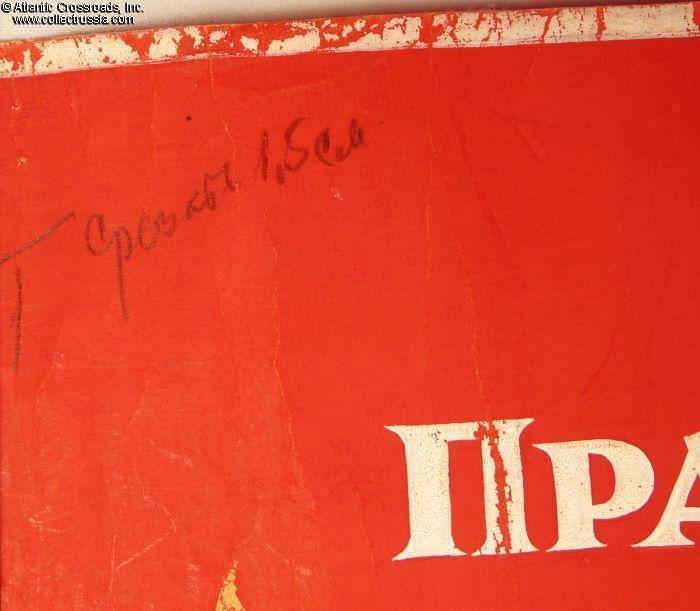 © Atlantic Crossroads, Inc.
www.collectrussia.com
срезать 1,5 см
ПРА